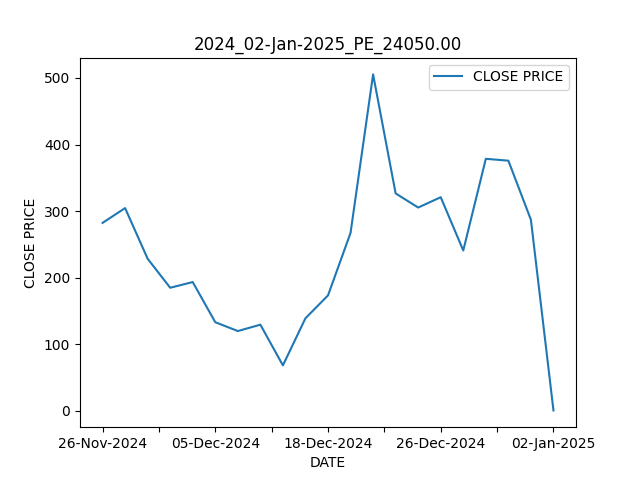 2024_02-Jan-2025_PE_24050.00
CLOSE PRICE
500
400
300
200
100
0
CLOSE PRICE
26-Nov-2024 05-Dec-2024 18-Dec-2024 26-Dec-2024 02-Jan-2025
DATE